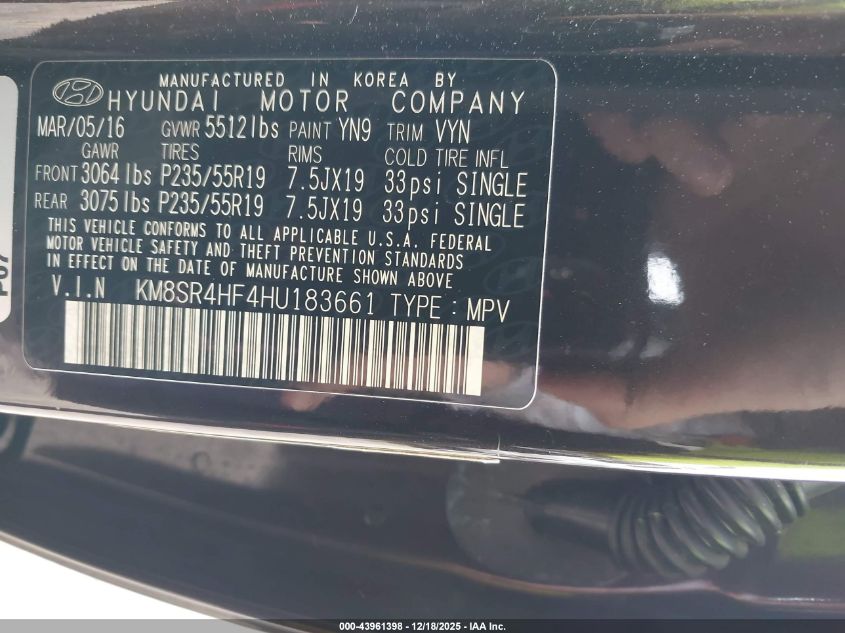 MANUFACTURED IN KOREA BY
HYUNDAI MOTOR COMPANY
MAR/05/16 GVWR 5512lbs PAINT YN9 TRIM VYN
GAWR TIRES RIMS COLD TIRE INFL
FRONT 3064lbs P235/55R19 7.5JX19 33psi SINGLE
REAR 3075lbs P235/55R19 7.5JX19 33psi SINGLE
THIS VEHICLE CONFORMS TO ALL APPLICABLE U.S.A. FEDERAL
MOTOR VEHICLE SAFETY AND THEFT PREVENTION STANDARDS
IN EFFECT ON THE DATE OF MANUFACTURE SHOWN ABOVE
V.I.N KM8SR4HF4HU183661 TYPE : MPV
000-43961398 - 12/18/2025 - IAA Inc.